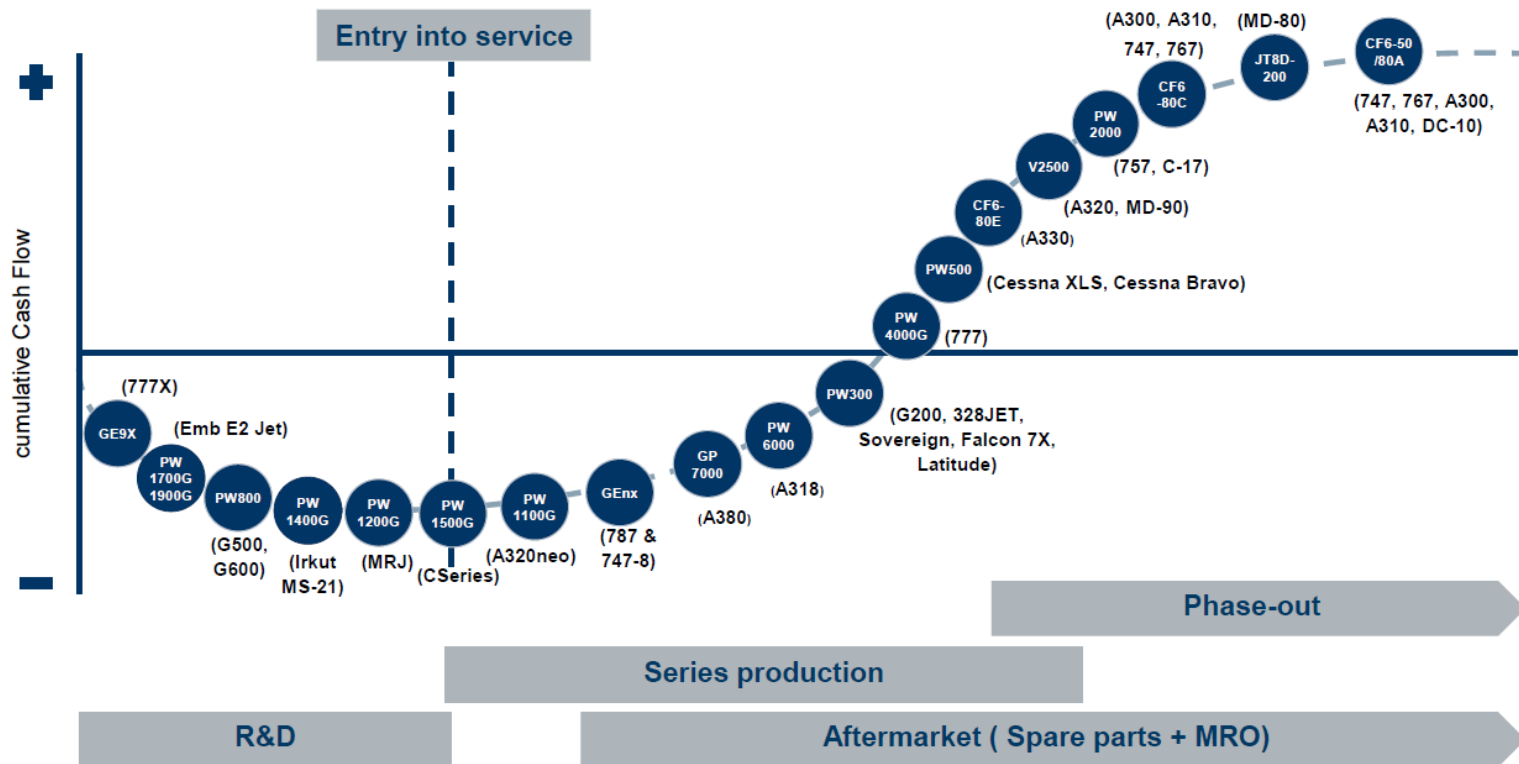 Entry into service
cumulative Cash Flow
(A300, A310,
747, 767)
(MD-80)
CF6-50
/80A
JT8D-
200
CF6
-80C
(747, 767, A300,
A310, DC-10)
PW
2000
(757, C-17)
V2500
(A320, MD-90)
CF6-
80E
(A330)
PW500
(Cessna XLS, Cessna Bravo)
PW
4000G
(777)
(777X)
GE9X
(Emb E2 Jet)
PW
1700G
1900G
PW800
(G500,
G600)
PW
1400G
(Irkut
MS-21)
PW
1200G
(MRJ)
PW
1500G
(CSeries)
PW
1100G
(A320neo)
GEnx
(787 &
747-8)
GP
7000
(A380)
PW
6000
(A318)
PW300
(G200, 328JET,
Sovereign, Falcon 7X,
Latitude)
Phase-out
Series production
R&D
Aftermarket ( Spare parts + MRO)